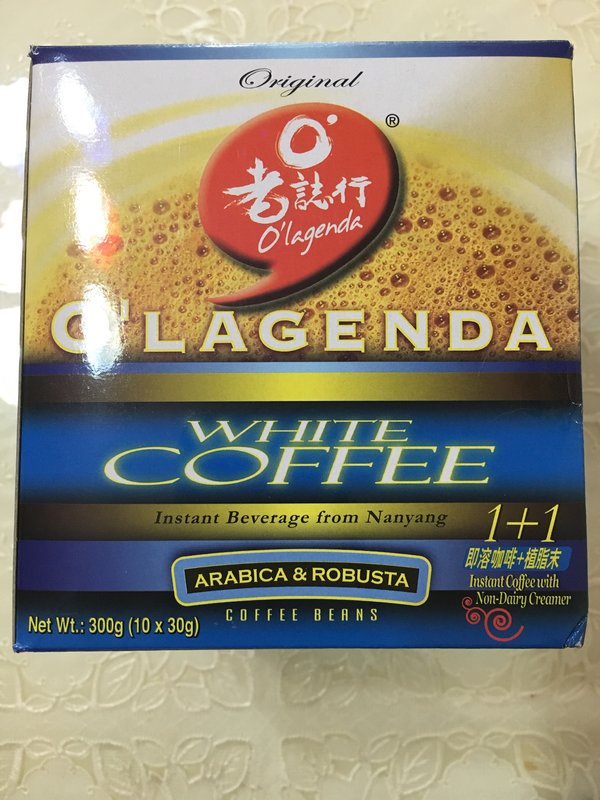 Original
O'
老誌行
O'lagenda
®
O'LAGENDA
WHITE
COFFEE
Instant Beverage from Nanyang
1+1
即溶咖啡+植脂末
Instant Coffee with
Non-Dairy Creamer
ARABICA & ROBUSTA
COFFEE BEANS
Net Wt.: 300g (10 x 30g)